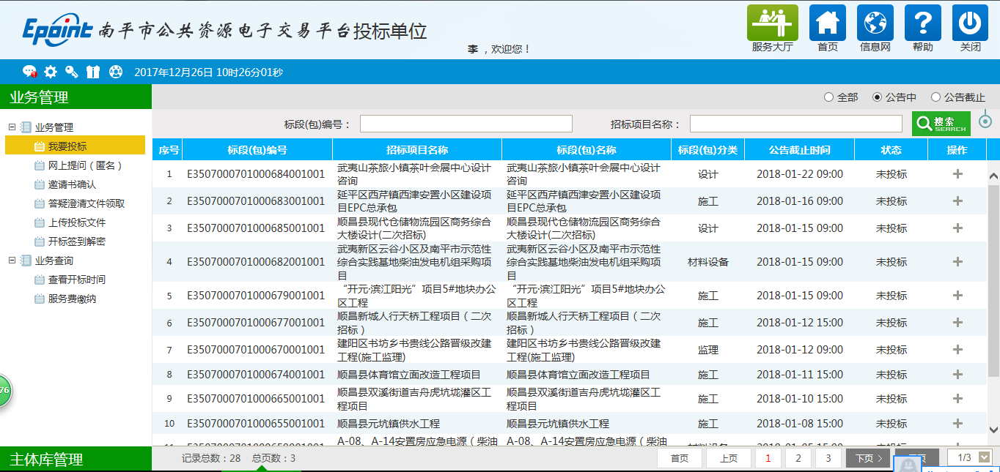 Epoint 南平市公共资源电子交易平台投标单位
李 ，欢迎您！
服务大厅 首页 信息网 帮助 关闭
2017年12月26日 10时26分01秒
业务管理
全部 公告中 公告截止
标段(包)编号： 招标项目名称： 搜索 SEARCH
业务管理
我要投标
网上提问（匿名）
邀请书确认
答疑澄清文件领取
上传投标文件
开标签到解密
业务查询
查看开标时间
服务费缴纳
76
主体库管理
序号 标段(包)编号 招标项目名称 标段(包)名称 标段(包)分类 公告截止时间 状态 操作
1 E3507000701000684001001 武夷山茶旅小镇茶叶会展中心设计咨询 武夷山茶旅小镇茶叶会展中心设计咨询 设计 2018-01-22 09:00 未投标
2 E3507000701000683001001 延平区西芹镇西津安置小区建设项目EPC总承包 延平区西芹镇西津安置小区建设项目EPC总承包 施工 2018-01-16 09:00 未投标
3 E3507000701000685001001 顺昌县现代仓储物流园区商务综合大楼设计(二次招标) 顺昌县现代仓储物流园区商务综合大楼设计(二次招标) 设计 2018-01-15 09:00 未投标
4 E3507000701000682001001 武夷新区云谷小区及南平市示范性综合实践基地柴油发电机组采购项目 武夷新区云谷小区及南平市示范性综合实践基地柴油发电机组采购项目 材料设备 2018-01-15 09:00 未投标
5 E3507000701000679001001 “开元·滨江阳光”项目5#地块办公区工程 “开元·滨江阳光”项目5#地块办公区工程 施工 2018-01-15 09:00 未投标
6 E3507000701000677001001 顺昌新城人行天桥工程项目（二次招标） 顺昌新城人行天桥工程项目（二次招标） 施工 2018-01-12 15:00 未投标
7 E3507000701000670001001 建阳区书坊乡书贵线公路晋级改建工程(施工监理) 建阳区书坊乡书贵线公路晋级改建工程(施工监理) 监理 2018-01-12 09:00 未投标
8 E3507000701000674001001 顺昌县体育馆立面改造工程项目 顺昌县体育馆立面改造工程项目 施工 2018-01-11 15:00 未投标
9 E3507000701000665001001 顺昌县双溪街道吉舟虎坑垅灌区工程项目 顺昌县双溪街道吉舟虎坑垅灌区工程项目 施工 2018-01-10 15:00 未投标
10 E3507000701000655001001 顺昌县元坑镇供水工程 顺昌县元坑镇供水工程 施工 2018-01-08 15:00 未投标
A-08、A-14安置房应急电源（柴油 A-08、A-14安置房应急电源（柴油
记录总数：28 总页数：3 首页 上页 1 2 3 下页 1/3